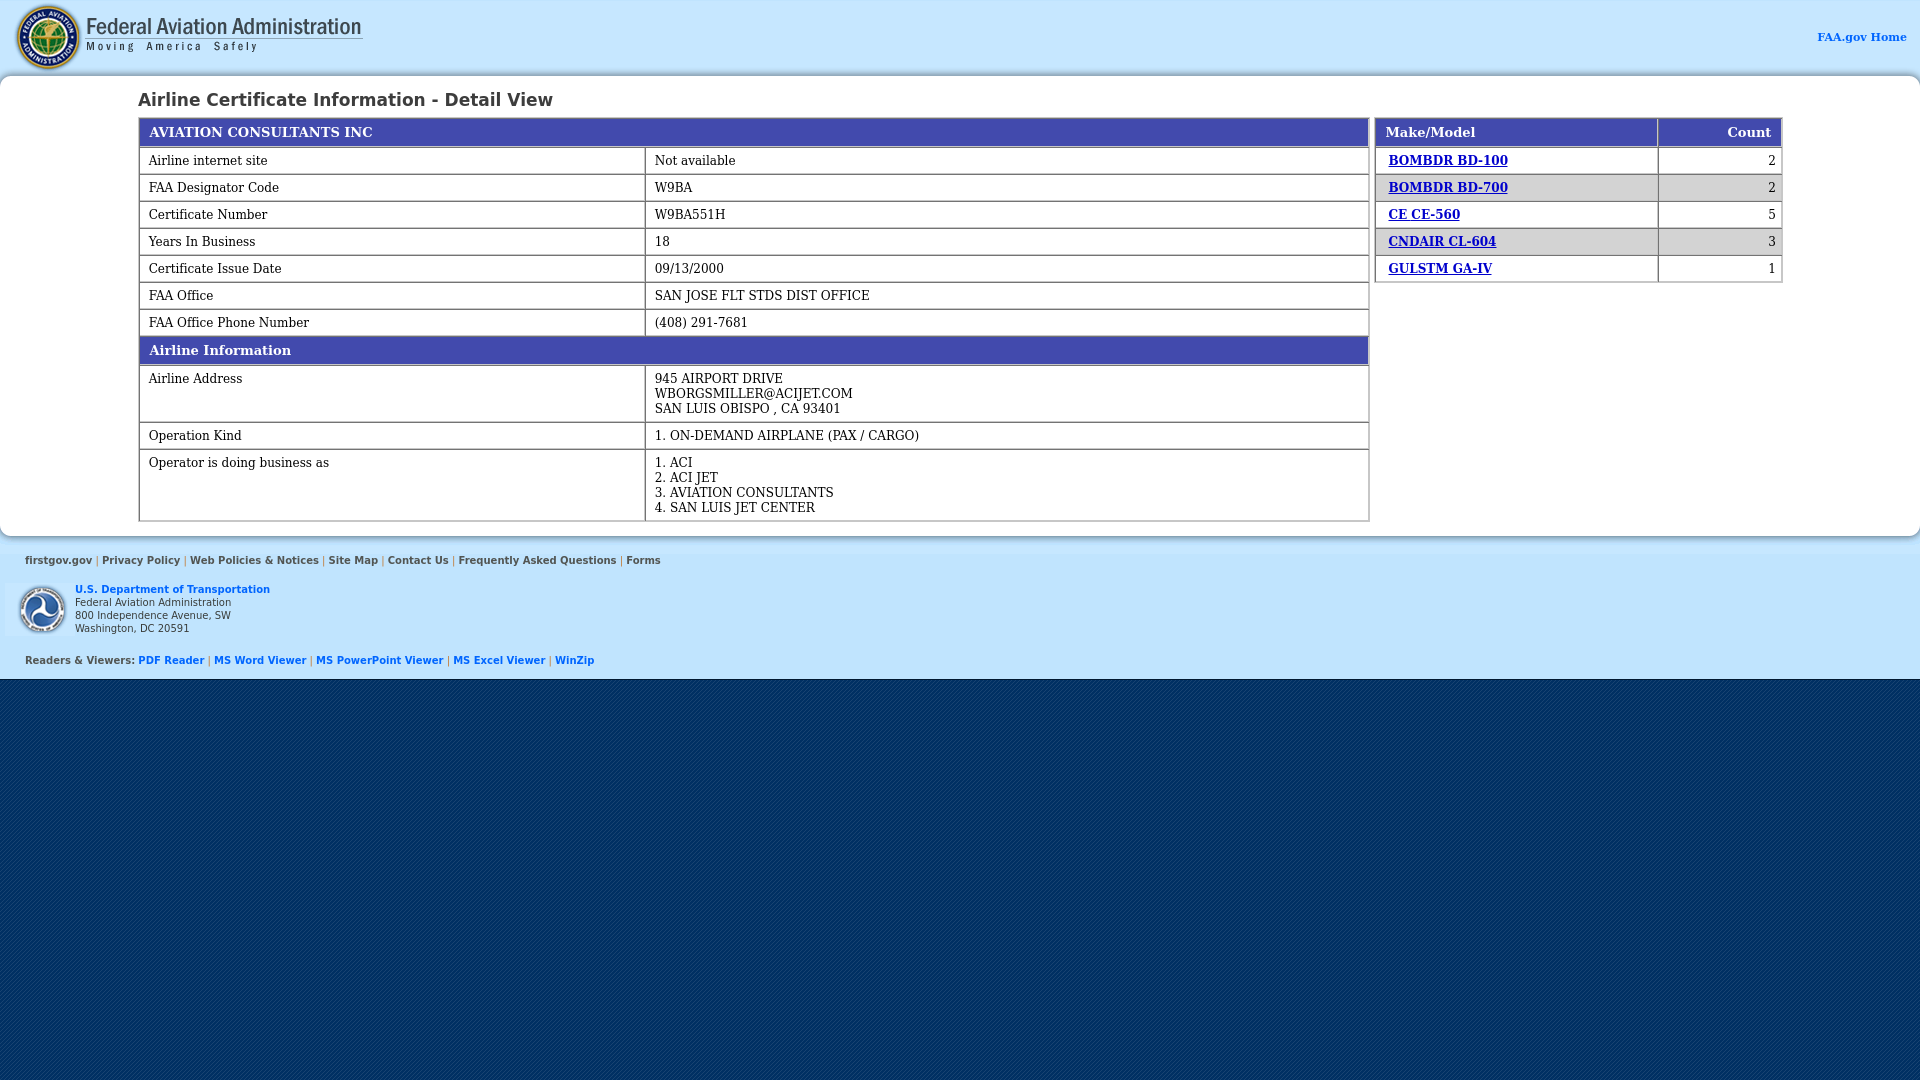 Federal Aviation Administration
Moving America Safely
FAA.gov Home
Airline Certificate Information - Detail View
AVIATION CONSULTANTS INC
Airline internet site Not available
FAA Designator Code W9BA
Certificate Number W9BA551H
Years In Business 18
Certificate Issue Date 09/13/2000
FAA Office SAN JOSE FLT STDS DIST OFFICE
FAA Office Phone Number (408) 291-7681
Airline Information
Airline Address 945 AIRPORT DRIVE
WBORGSMILLER@ACIJET.COM
SAN LUIS OBISPO , CA 93401
Operation Kind 1. ON-DEMAND AIRPLANE (PAX / CARGO)
Operator is doing business as 1. ACI
2. ACI JET
3. AVIATION CONSULTANTS
4. SAN LUIS JET CENTER
Make/Model Count
BOMBDR BD-100 2
BOMBDR BD-700 2
CE CE-560 5
CNDAIR CL-604 3
GULSTM GA-IV 1
firstgov.gov | Privacy Policy | Web Policies & Notices | Site Map | Contact Us | Frequently Asked Questions | Forms
U.S. Department of Transportation
Federal Aviation Administration
800 Independence Avenue, SW
Washington, DC 20591
Readers & Viewers: PDF Reader | MS Word Viewer | MS PowerPoint Viewer | MS Excel Viewer | WinZip